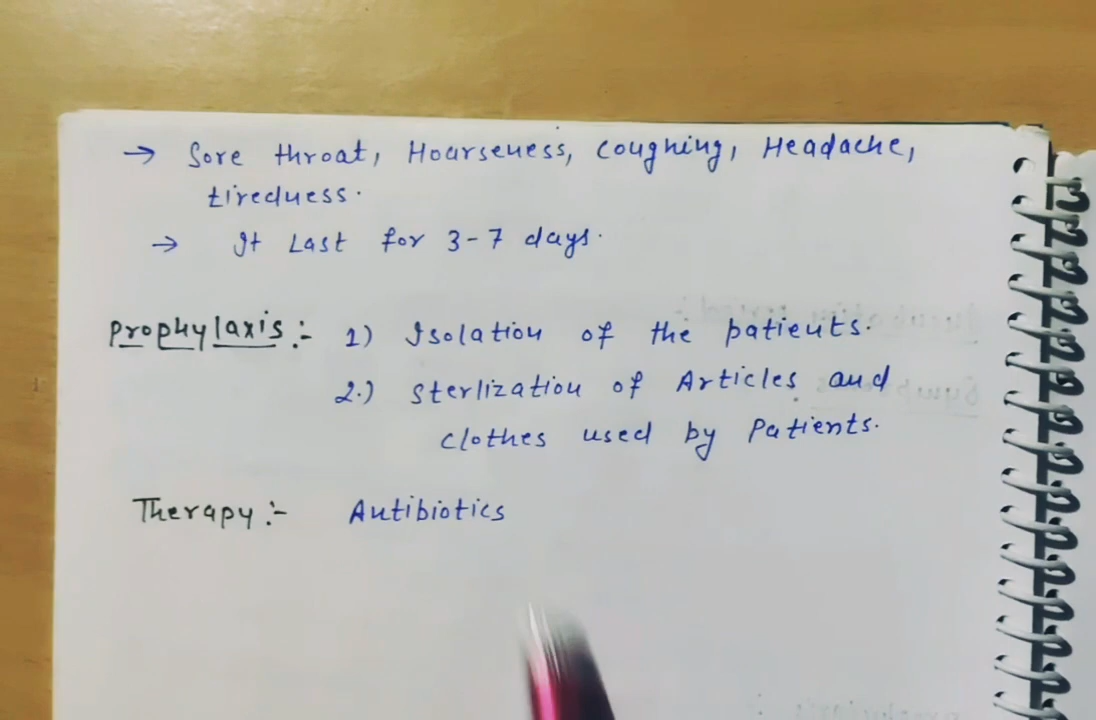 → Sore throat, Hoarseness, Coughing, Headache,
tiredness.
→ It Last for 3-7 days.
Prophylaxis :- 1) Isolation of the patients.
2.) Sterlization of Articles and
clothes used by Patients.
Therapy :- Antibiotics